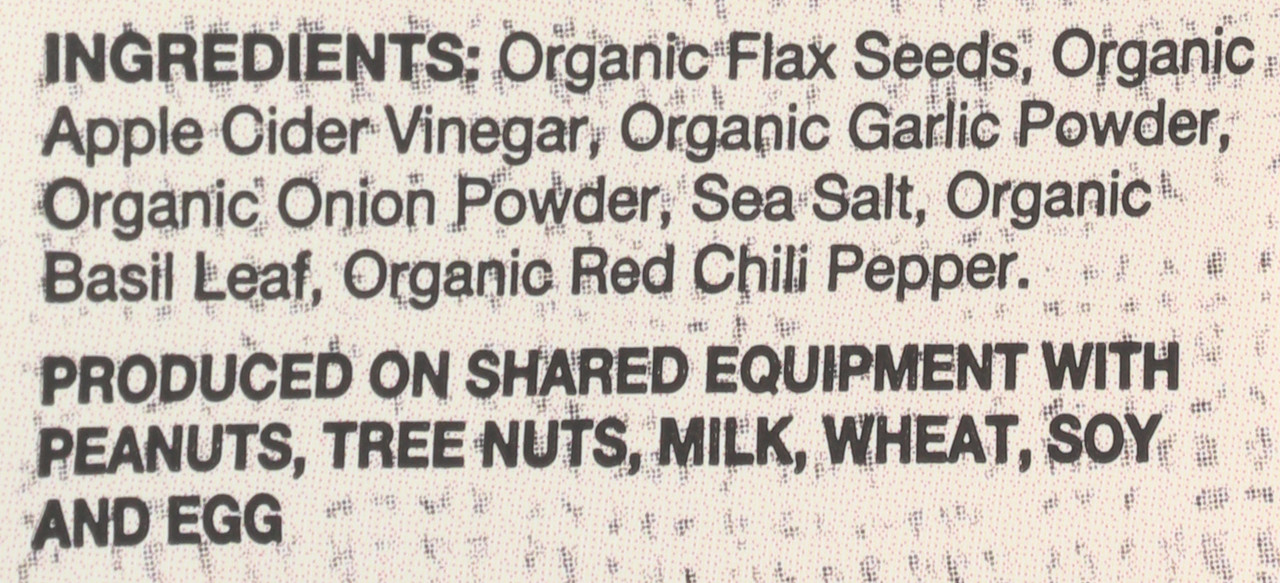 INGREDIENTS: Organic Flax Seeds, Organic
Apple Cider Vinegar, Organic Garlic Powder,
Organic Onion Powder, Sea Salt, Organic
Basil Leaf, Organic Red Chili Pepper.
PRODUCED ON SHARED EQUIPMENT WITH
PEANUTS, TREE NUTS, MILK, WHEAT, SOY
AND EGG